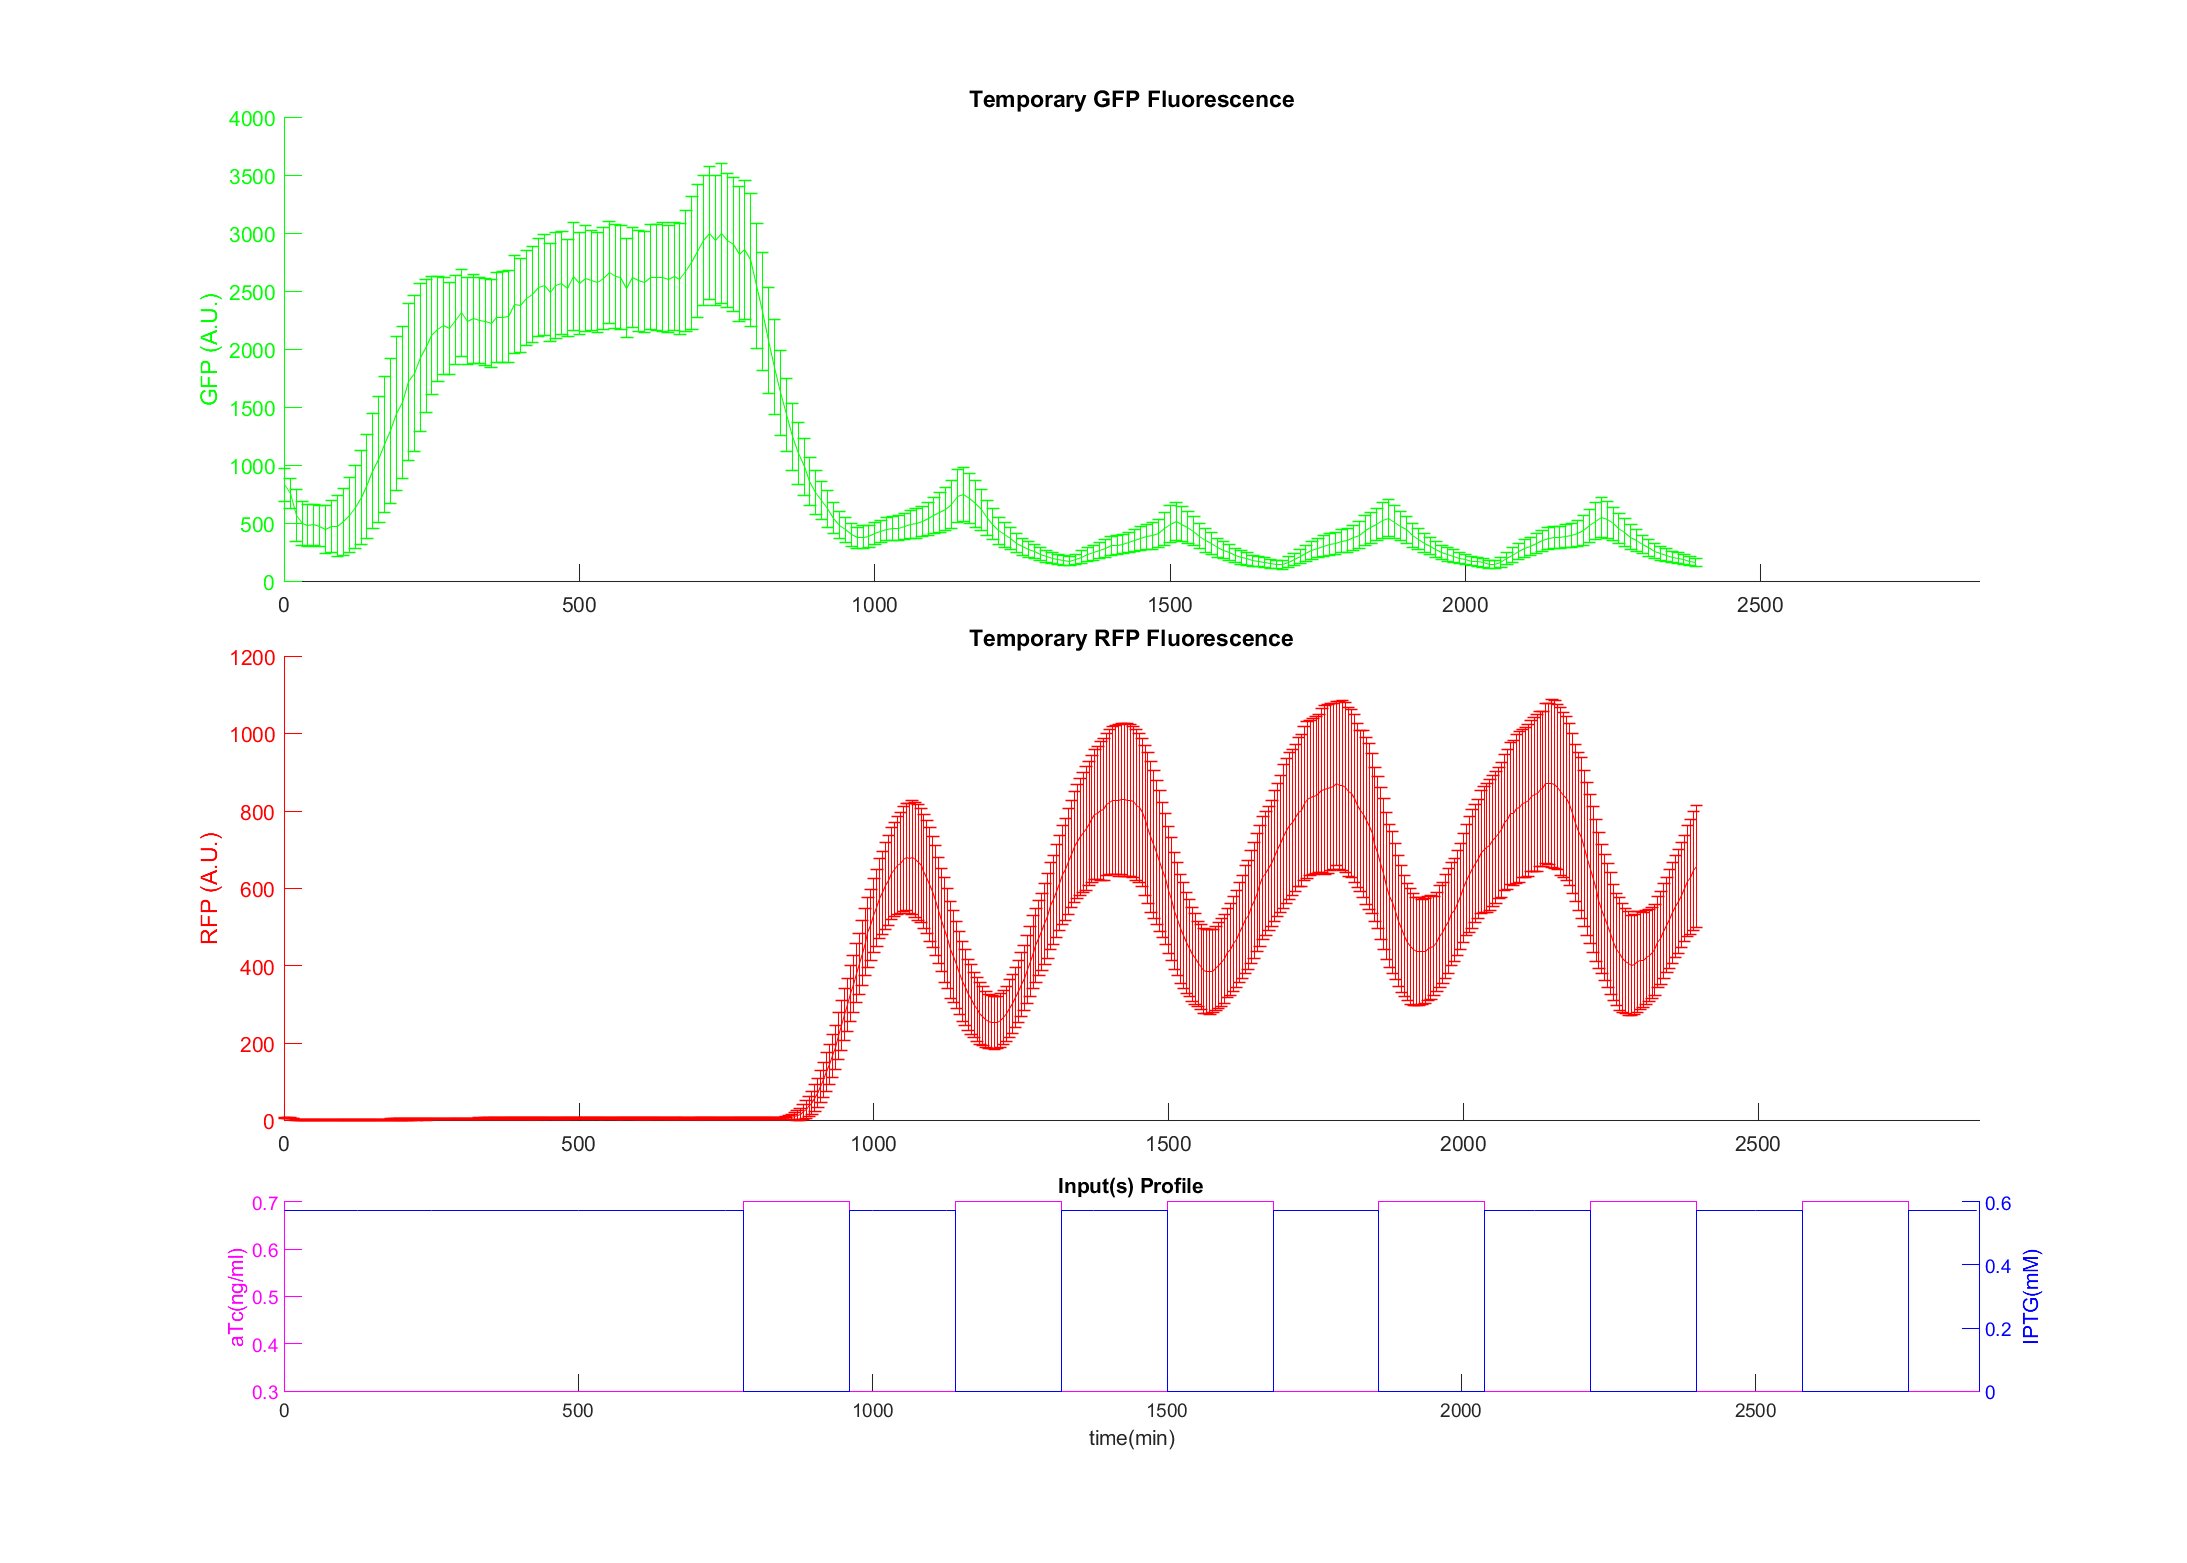 Temporary GFP Fluorescence
4000
3500
3000
2500
2000
1500
1000
500
0
GFP (A.U.)
0 500 1000 1500 2000 2500
Temporary RFP Fluorescence
1200
1000
800
600
400
200
0
RFP (A.U.)
0 500 1000 1500 2000 2500
Input(s) Profile
0.7
0.6
0.5
0.4
0.3
aTc(ng/ml)
0.6
0.4
0.2
0
IPTG(mM)
0 500 1000 1500 2000 2500
time(min)